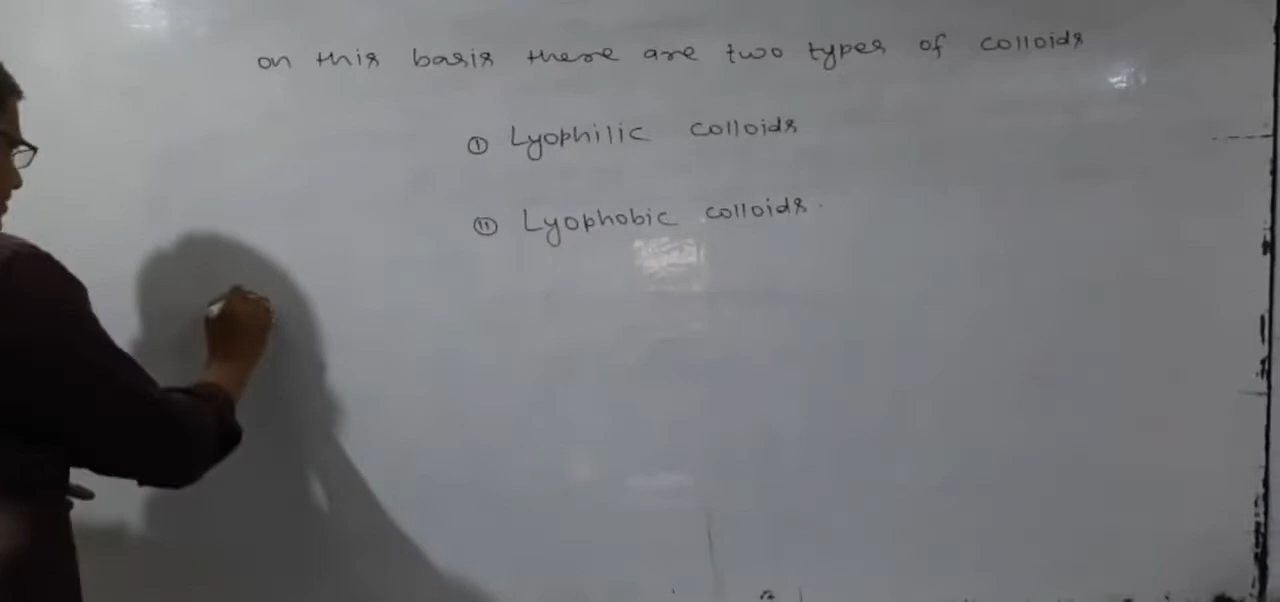 on this basis there are two types of colloids
① Lyophilic colloids
⑪ Lyophobic colloids.